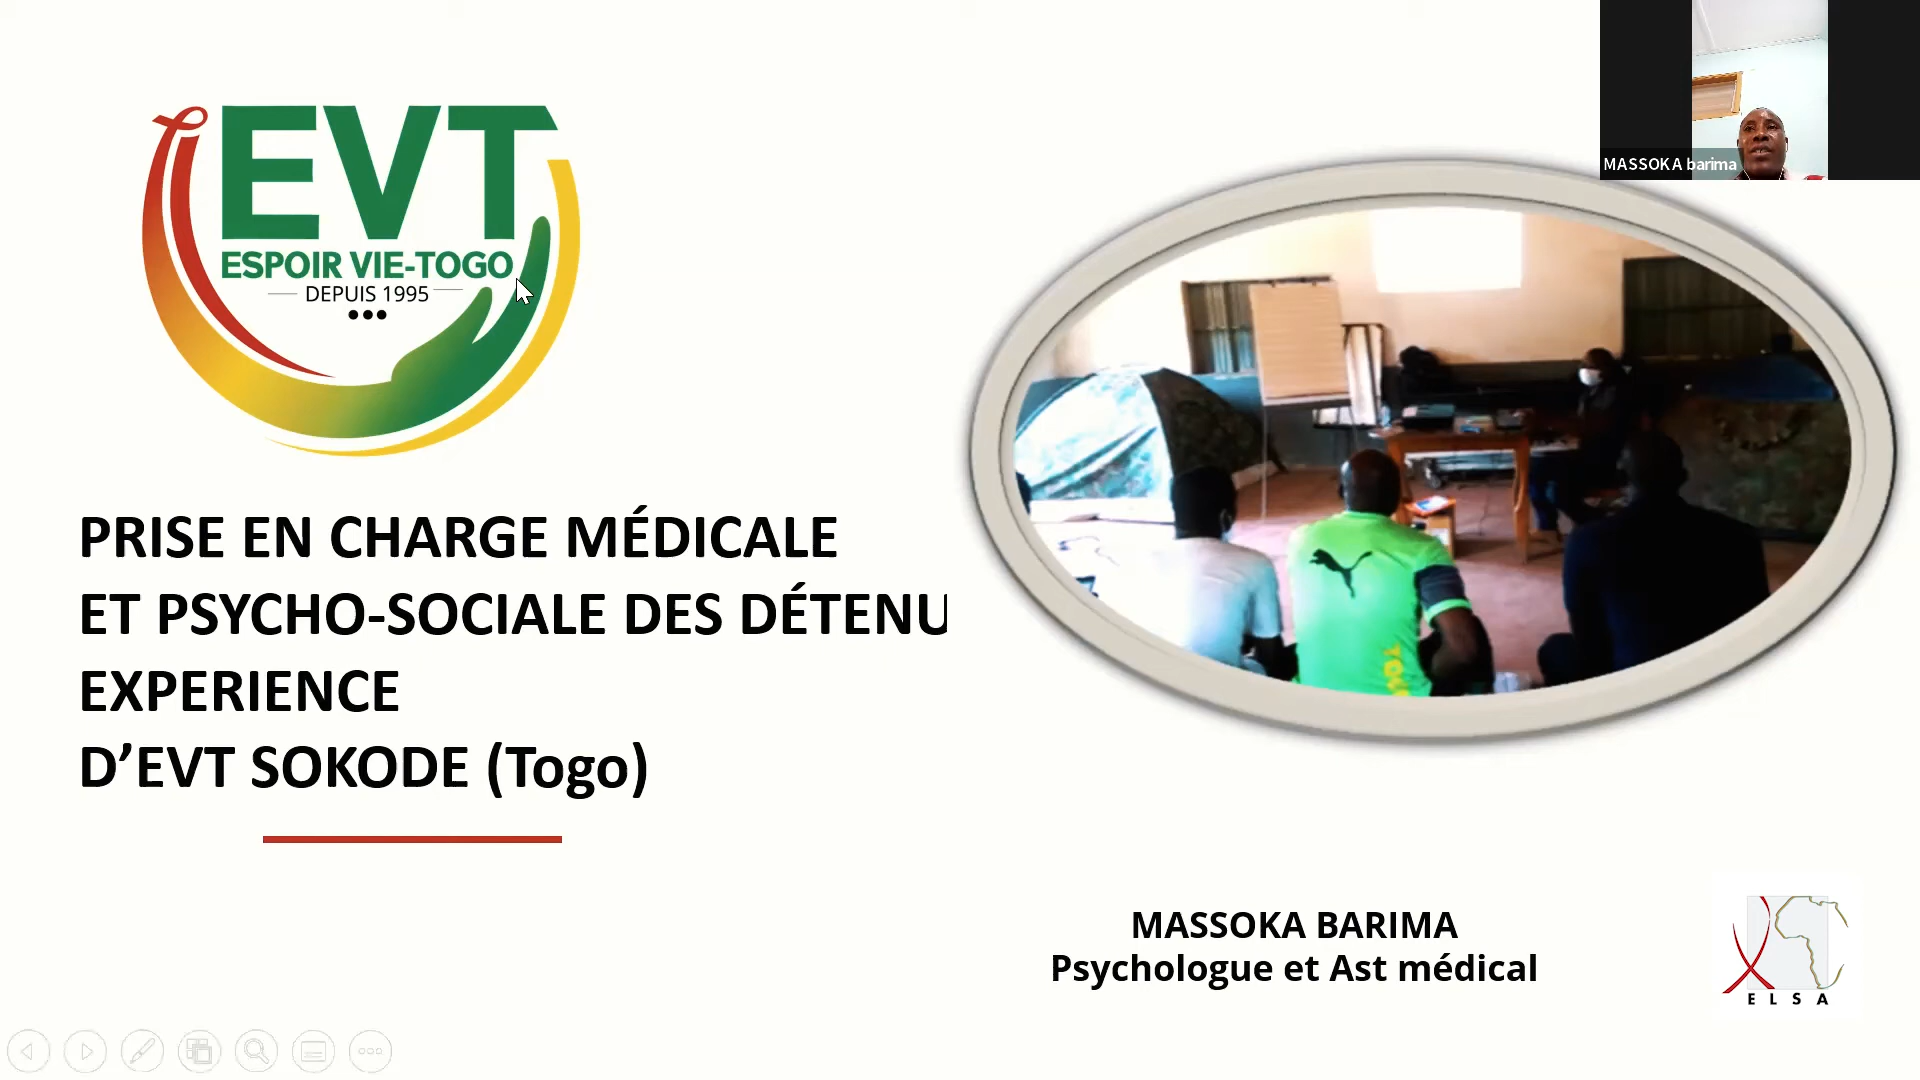 EVT
ESPOIR VIE-TOGO
DEPUIS 1995
PRISE EN CHARGE MÉDICALE
ET PSYCHO-SOCIALE DES DÉTENU
EXPERIENCE
D’EVT SOKODE (Togo)
MASSOKA barima
MASSOKA BARIMA
Psychologue et Ast médical
ELSA